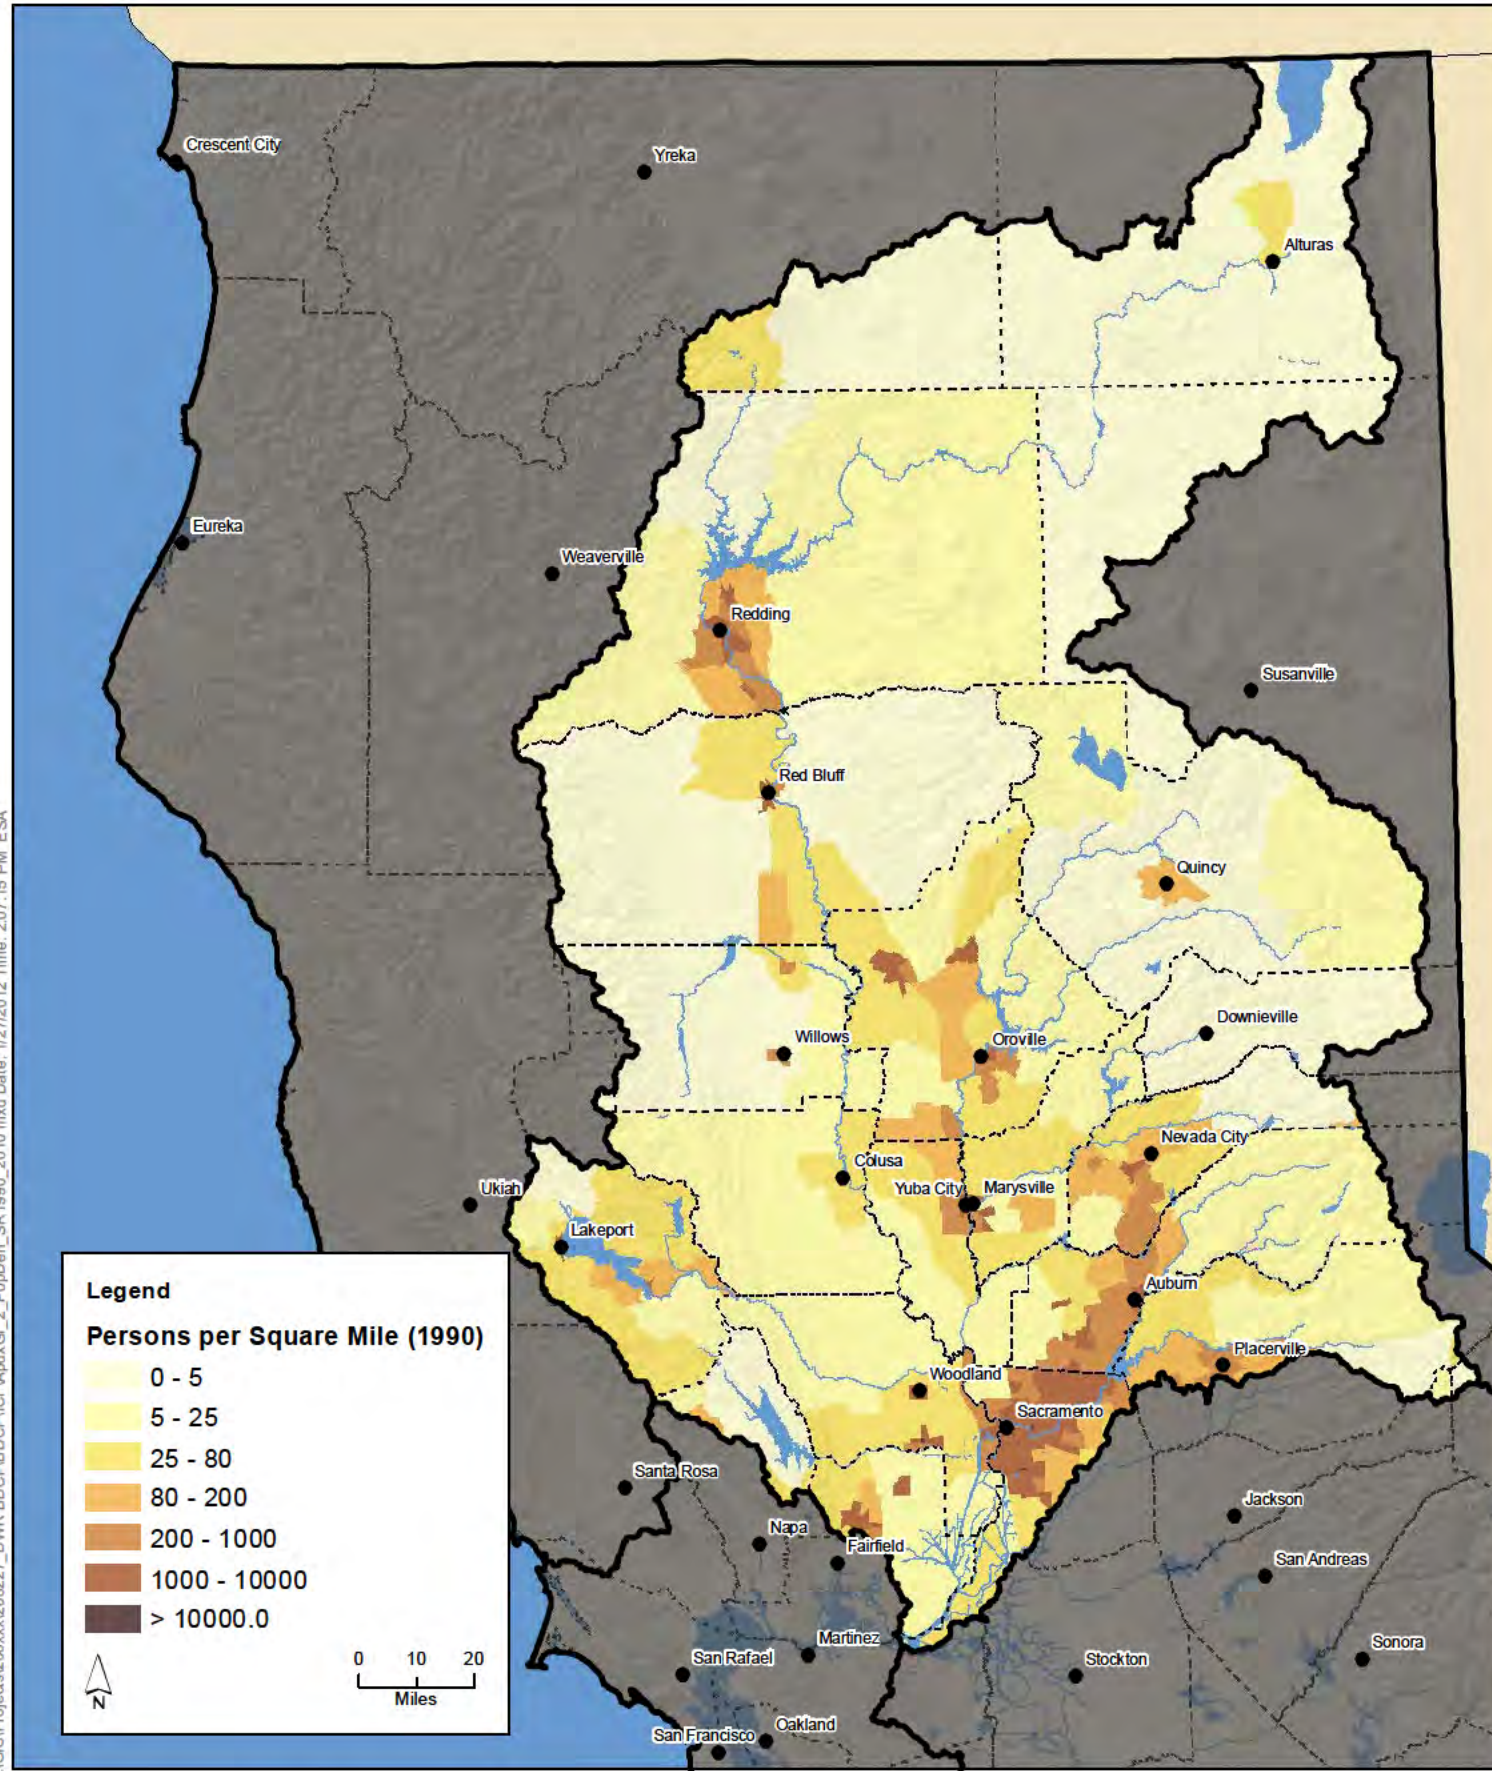 Crescent City
Yreka
Alturas
Eureka
Weaverville
Redding
Susanville
Red Bluff
Quincy
Downieville
Willows
Oroville
Nevada City
Colusa
Ukiah
Yuba City
Marysville
Lakeport
Auburn
Placerville
Woodland
Sacramento
Santa Rosa
Jackson
Napa
Fairfield
San Andreas
Martinez
Sonora
San Rafael
Stockton
Oakland
San Francisco
Legend
Persons per Square Mile (1990)
0 - 5
5 - 25
25 - 80
80 - 200
200 - 1000
1000 - 10000
> 10000.0
0 10 20
Miles
N